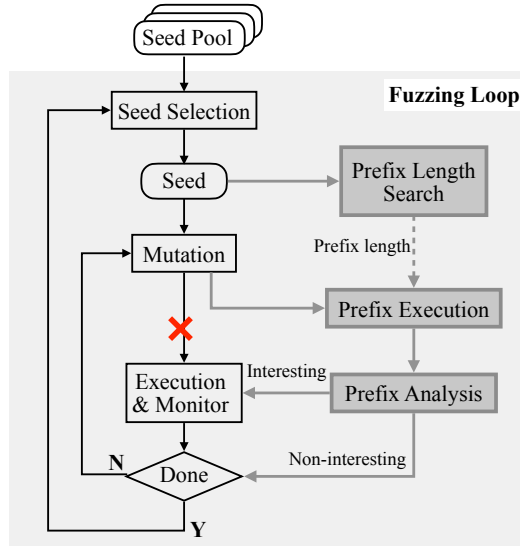 Seed Pool
Fuzzing Loop
Seed Selection
Seed
Prefix Length
Search
Mutation
Prefix length
Prefix Execution
Execution
& Monitor
Interesting
Prefix Analysis
N
Done
Non-interesting
Y